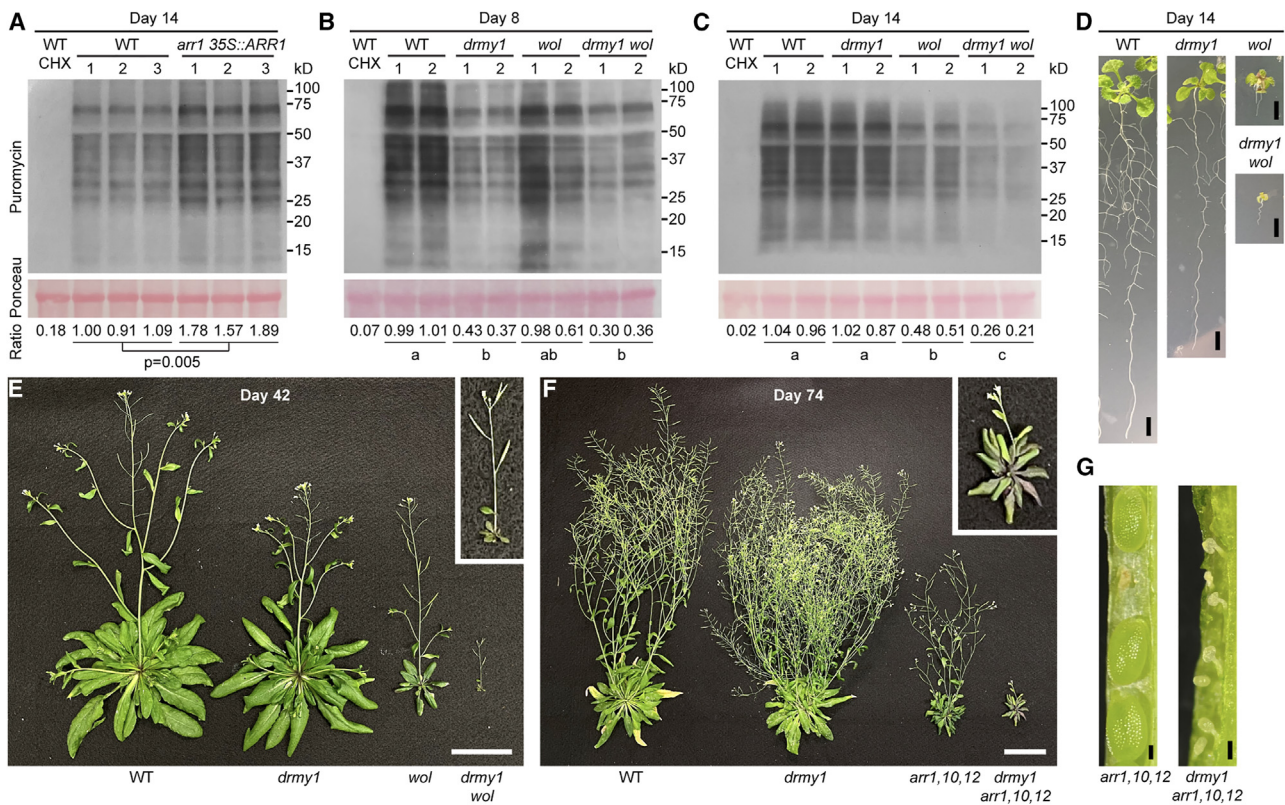 A
Day 14
WT WT arr1 35S::ARR1
CHX 1 2 3 1 2 3 kD
100
75
50
37
25
20
15
Puromycin
Ponceau
Ratio
0.18 1.00 0.91 1.09 1.78 1.57 1.89
p=0.005
B
Day 8
WT WT drmy1 wol drmy1 wol
CHX 1 2 1 2 1 2 1 2 kD
100
75
50
37
25
20
15
0.07 0.99 1.01 0.43 0.37 0.98 0.61 0.30 0.36
a b ab b
C
Day 14
WT WT drmy1 wol drmy1 wol
CHX 1 2 1 2 1 2 1 2 kD
100
75
50
37
25
20
15
0.02 1.04 0.96 1.02 0.87 0.48 0.51 0.26 0.21
a a b c
D
Day 14
WT drmy1 wol
drmy1
wol
E
Day 42
WT drmy1 wol drmy1
wol
F
Day 74
WT drmy1 arr1,10,12 drmy1
arr1,10,12
G
arr1,10,12 drmy1
arr1,10,12